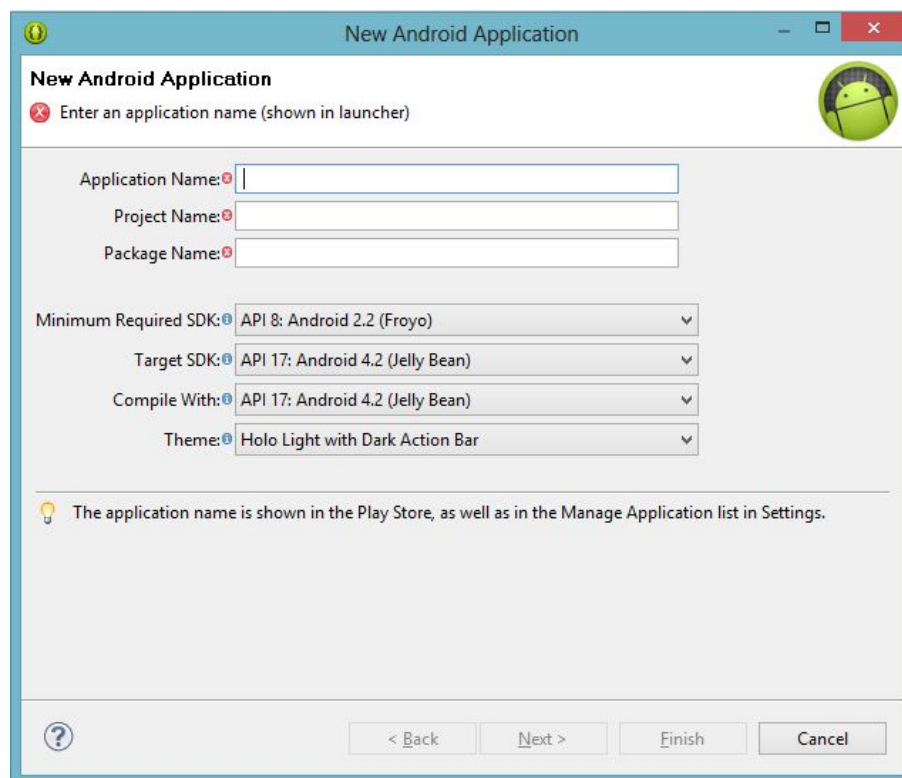 New Android Application
New Android Application
Enter an application name (shown in launcher)
Application Name:
Project Name:
Package Name:
Minimum Required SDK: API 8: Android 2.2 (Froyo)
Target SDK: API 17: Android 4.2 (Jelly Bean)
Compile With: API 17: Android 4.2 (Jelly Bean)
Theme: Holo Light with Dark Action Bar
The application name is shown in the Play Store, as well as in the Manage Application list in Settings.
< Back Next > Finish Cancel